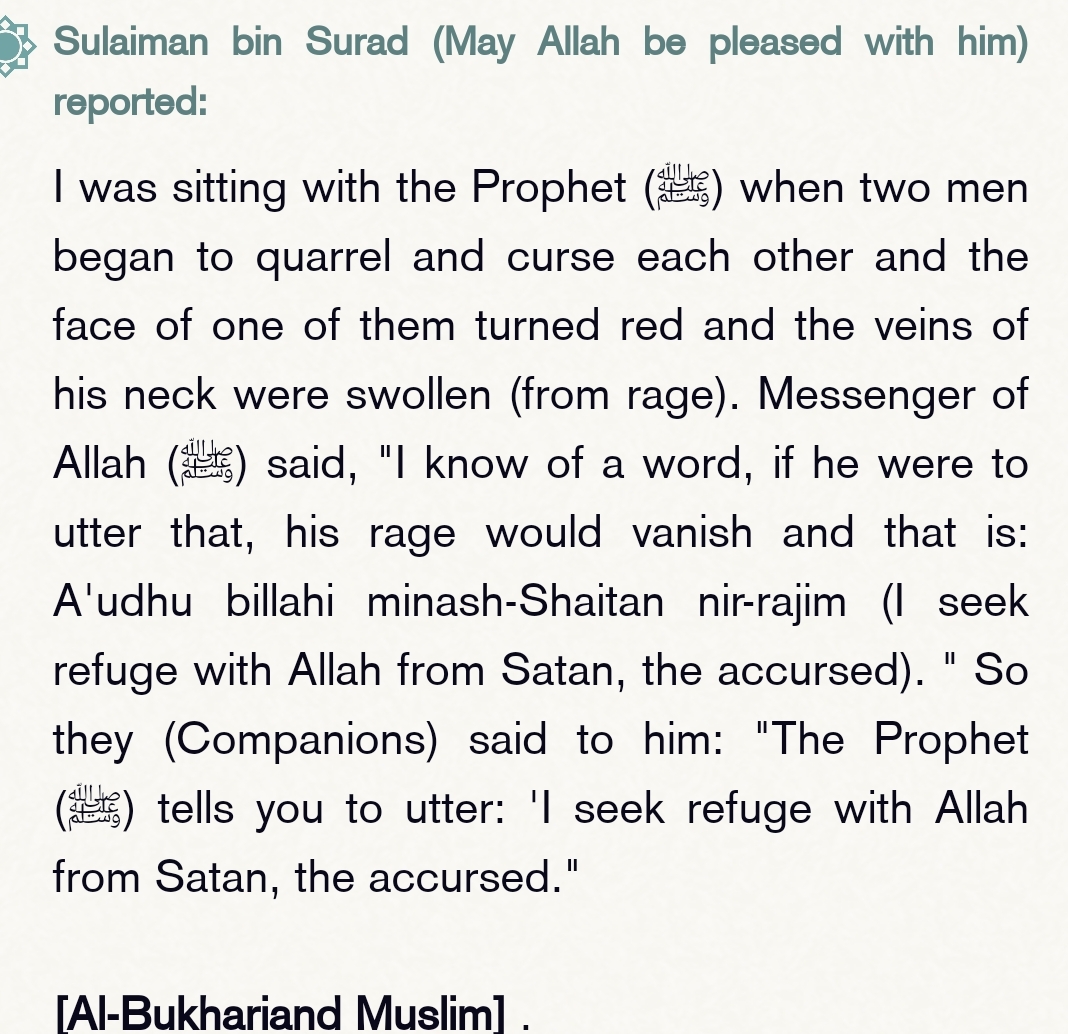 Sulaiman bin Surad (May Allah be pleased with him)
reported:
I was sitting with the Prophet (ﷺ) when two men
began to quarrel and curse each other and the
face of one of them turned red and the veins of
his neck were swollen (from rage). Messenger of
Allah (ﷺ) said, "I know of a word, if he were to
utter that, his rage would vanish and that is:
A'udhu billahi minash-Shaitan nir-rajim (I seek
refuge with Allah from Satan, the accursed). " So
they (Companions) said to him: "The Prophet
(ﷺ) tells you to utter: 'I seek refuge with Allah
from Satan, the accursed."
[Al-Bukhariand Muslim] .